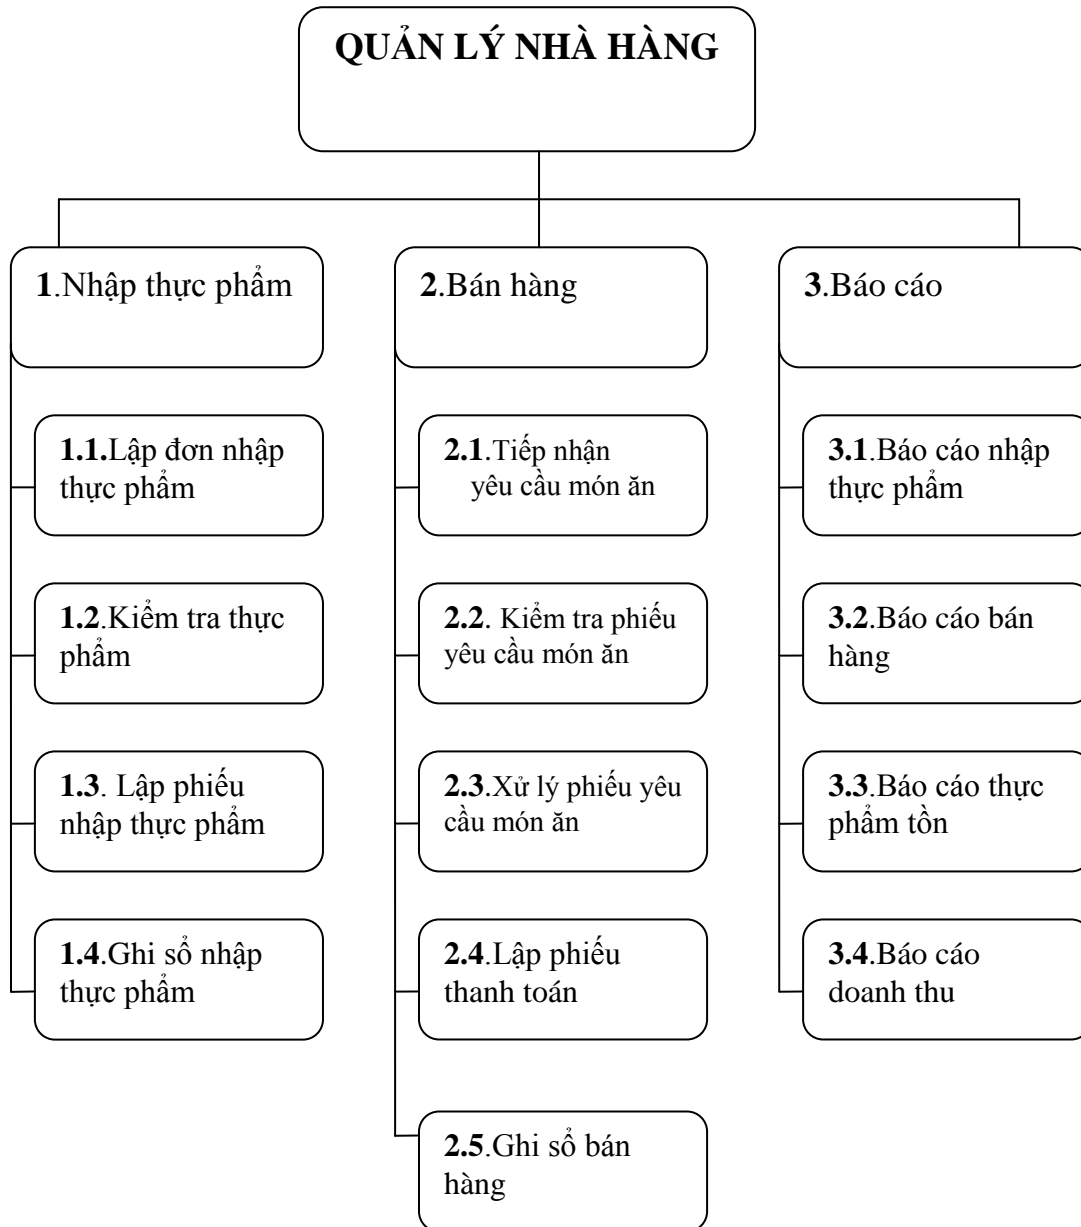 QUẢN LÝ NHÀ HÀNG
1.Nhập thực phẩm
1.1.Lập đơn nhập
thực phẩm
1.2.Kiểm tra thực
phẩm
1.3. Lập phiếu
nhập thực phẩm
1.4.Ghi sổ nhập
thực phẩm
2.Bán hàng
2.1.Tiếp nhận
yêu cầu món ăn
2.2. Kiểm tra phiếu
yêu cầu món ăn
2.3.Xử lý phiếu yêu
cầu món ăn
2.4.Lập phiếu
thanh toán
2.5.Ghi sổ bán
hàng
3.Báo cáo
3.1.Báo cáo nhập
thực phẩm
3.2.Báo cáo bán
hàng
3.3.Báo cáo thực
phẩm tồn
3.4.Báo cáo
doanh thu